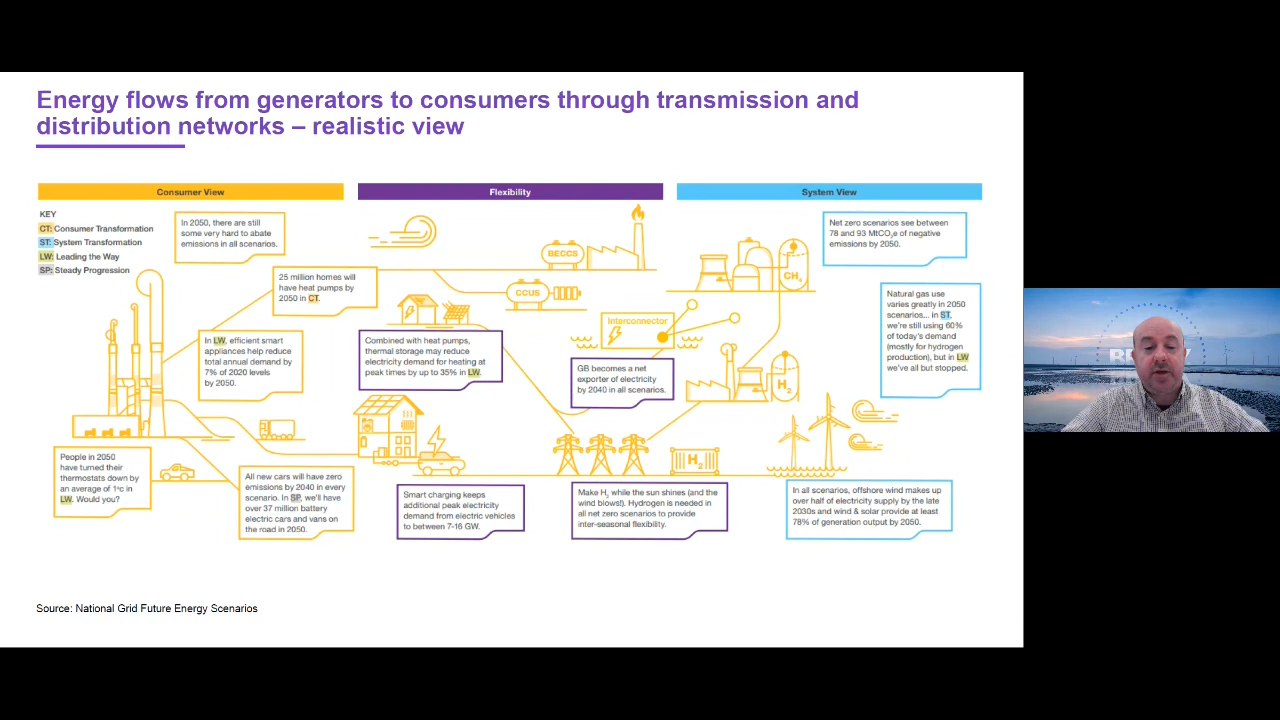 Energy flows from generators to consumers through transmission and
distribution networks – realistic view
Consumer View
Flexibility
System View
KEY
CT: Consumer Transformation
ST: System Transformation
LW: Leading the Way
SP: Steady Progression
In 2050, there are still
some very hard to abate
emissions in all scenarios.
25 million homes will
have heat pumps by
2050 in CT.
In LW, efficient smart
appliances help reduce
total annual demand by
7% of 2020 levels
by 2050.
People in 2050
have turned their
thermostats down by
an average of 1°c in
LW. Would you?
All new cars will have zero
emissions by 2040 in every
scenario. In SP, we'll have
over 37 million battery
electric cars and vans on
the road in 2050.
BECCS
CCUS
Combined with heat pumps,
thermal storage may reduce
electricity demand for heating at
peak times by up to 35% in LW.
Interconnector
GB becomes a net
exporter of electricity
by 2040 in all scenarios.
Smart charging keeps
additional peak electricity
demand from electric vehicles
to between 7-16 GW.
H₂
Make H₂ while the sun shines (and the
wind blows!). Hydrogen is needed in
all net zero scenarios to provide
inter-seasonal flexibility.
CH₄
H₂
Net zero scenarios see between
78 and 93 MtCO₂e of negative
emissions by 2050.
Natural gas use
varies greatly in 2050
scenarios... in ST,
we're still using 60%
of today's demand
(mostly for hydrogen
production), but in LW
we've all but stopped.
In all scenarios, offshore wind makes up
over half of electricity supply by the late
2030s and wind & solar provide at least
78% of generation output by 2050.
Source: National Grid Future Energy Scenarios